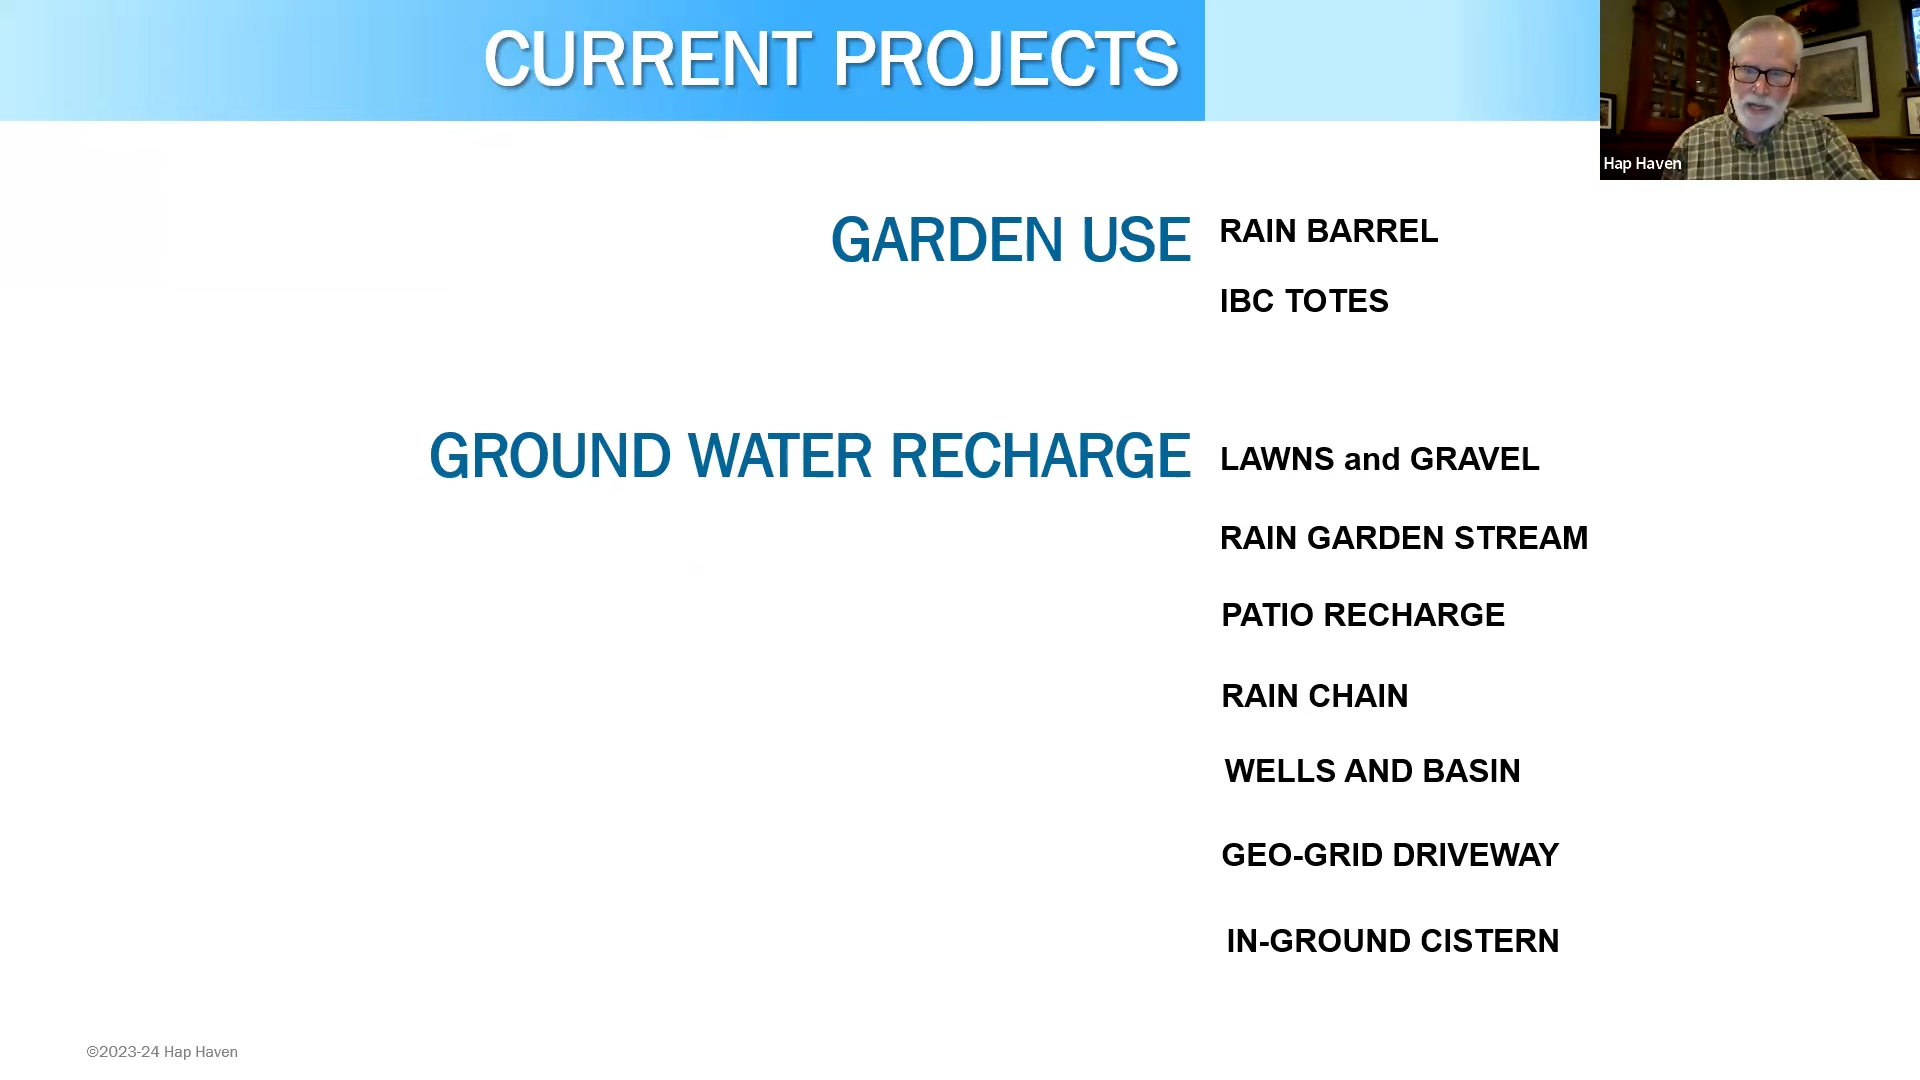 CURRENT PROJECTS
Hap Haven
GARDEN USE
RAIN BARREL
IBC TOTES
GROUND WATER RECHARGE
LAWNS and GRAVEL
RAIN GARDEN STREAM
PATIO RECHARGE
RAIN CHAIN
WELLS AND BASIN
GEO-GRID DRIVEWAY
IN-GROUND CISTERN
©2023-24 Hap Haven